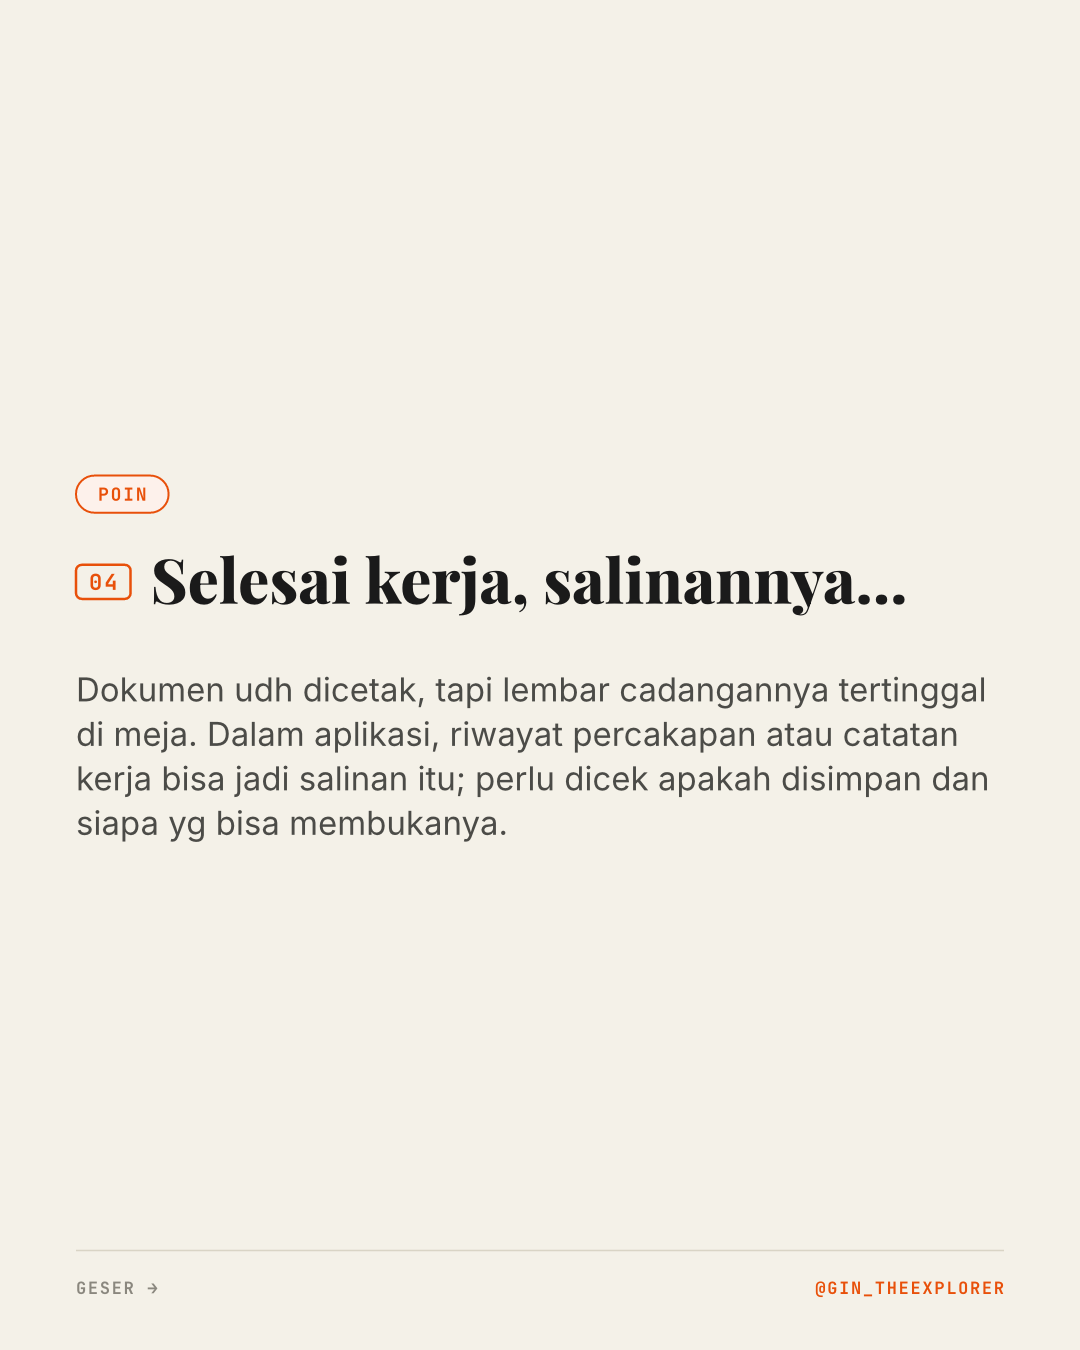 POIN
04 Selesai kerja, salinannya...
Dokumen udh dicetak, tapi lembar cadangannya tertinggal
di meja. Dalam aplikasi, riwayat percakapan atau catatan
kerja bisa jadi salinan itu; perlu dicek apakah disimpan dan
siapa yg bisa membukanya.
GESER →
@GIN_THEEXPLORER